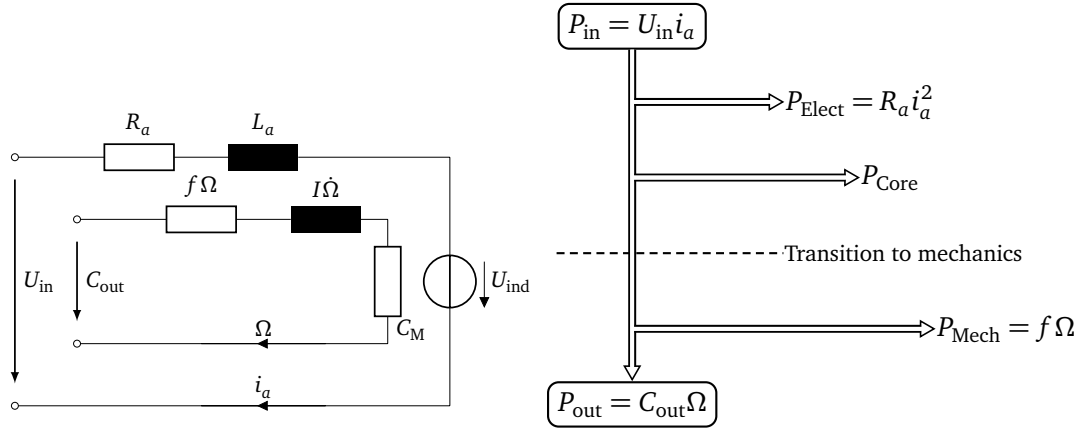 R_a
L_a
fΩ
IΩ̇
U_in
C_out
C_M
U_ind
Ω
i_a
P_in = U_in i_a
P_Elect = R_a i_a^2
P_Core
Transition to mechanics
P_Mech = fΩ
P_out = C_out Ω